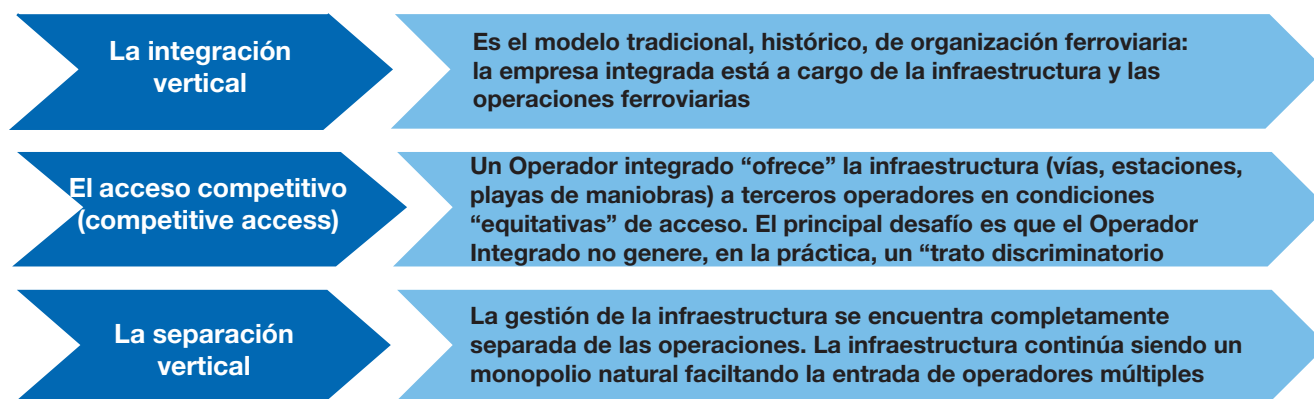 La integración
vertical
Es el modelo tradicional, histórico, de organización ferroviaria:
la empresa integrada está a cargo de la infraestructura y las
operaciones ferroviarias
El acceso competitivo
(competitive access)
Un Operador integrado “ofrece” la infraestructura (vías, estaciones,
playas de maniobras) a terceros operadores en condiciones
“equitativas” de acceso. El principal desafío es que el Operador
Integrado no genere, en la práctica, un “trato discriminatorio
La separación
vertical
La gestión de la infraestructura se encuentra completamente
separada de las operaciones. La infraestructura continúa siendo un
monopolio natural faciltando la entrada de operadores múltiples